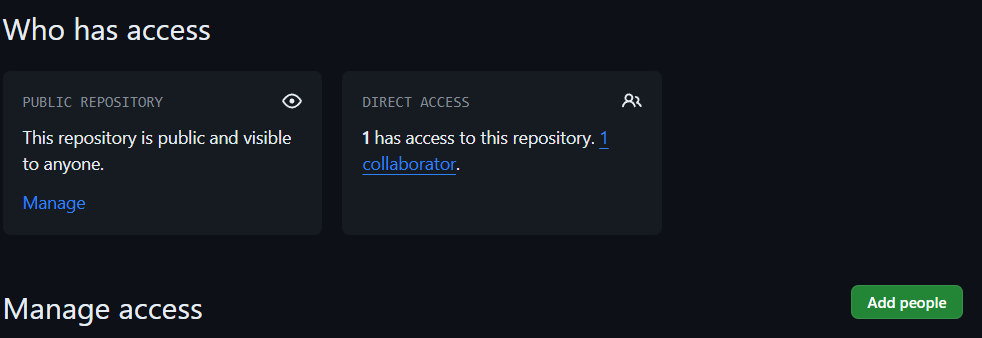 Who has access
PUBLIC REPOSITORY
This repository is public and visible
to anyone.
Manage
DIRECT ACCESS
1 has access to this repository. 1
collaborator.
Manage access
Add people